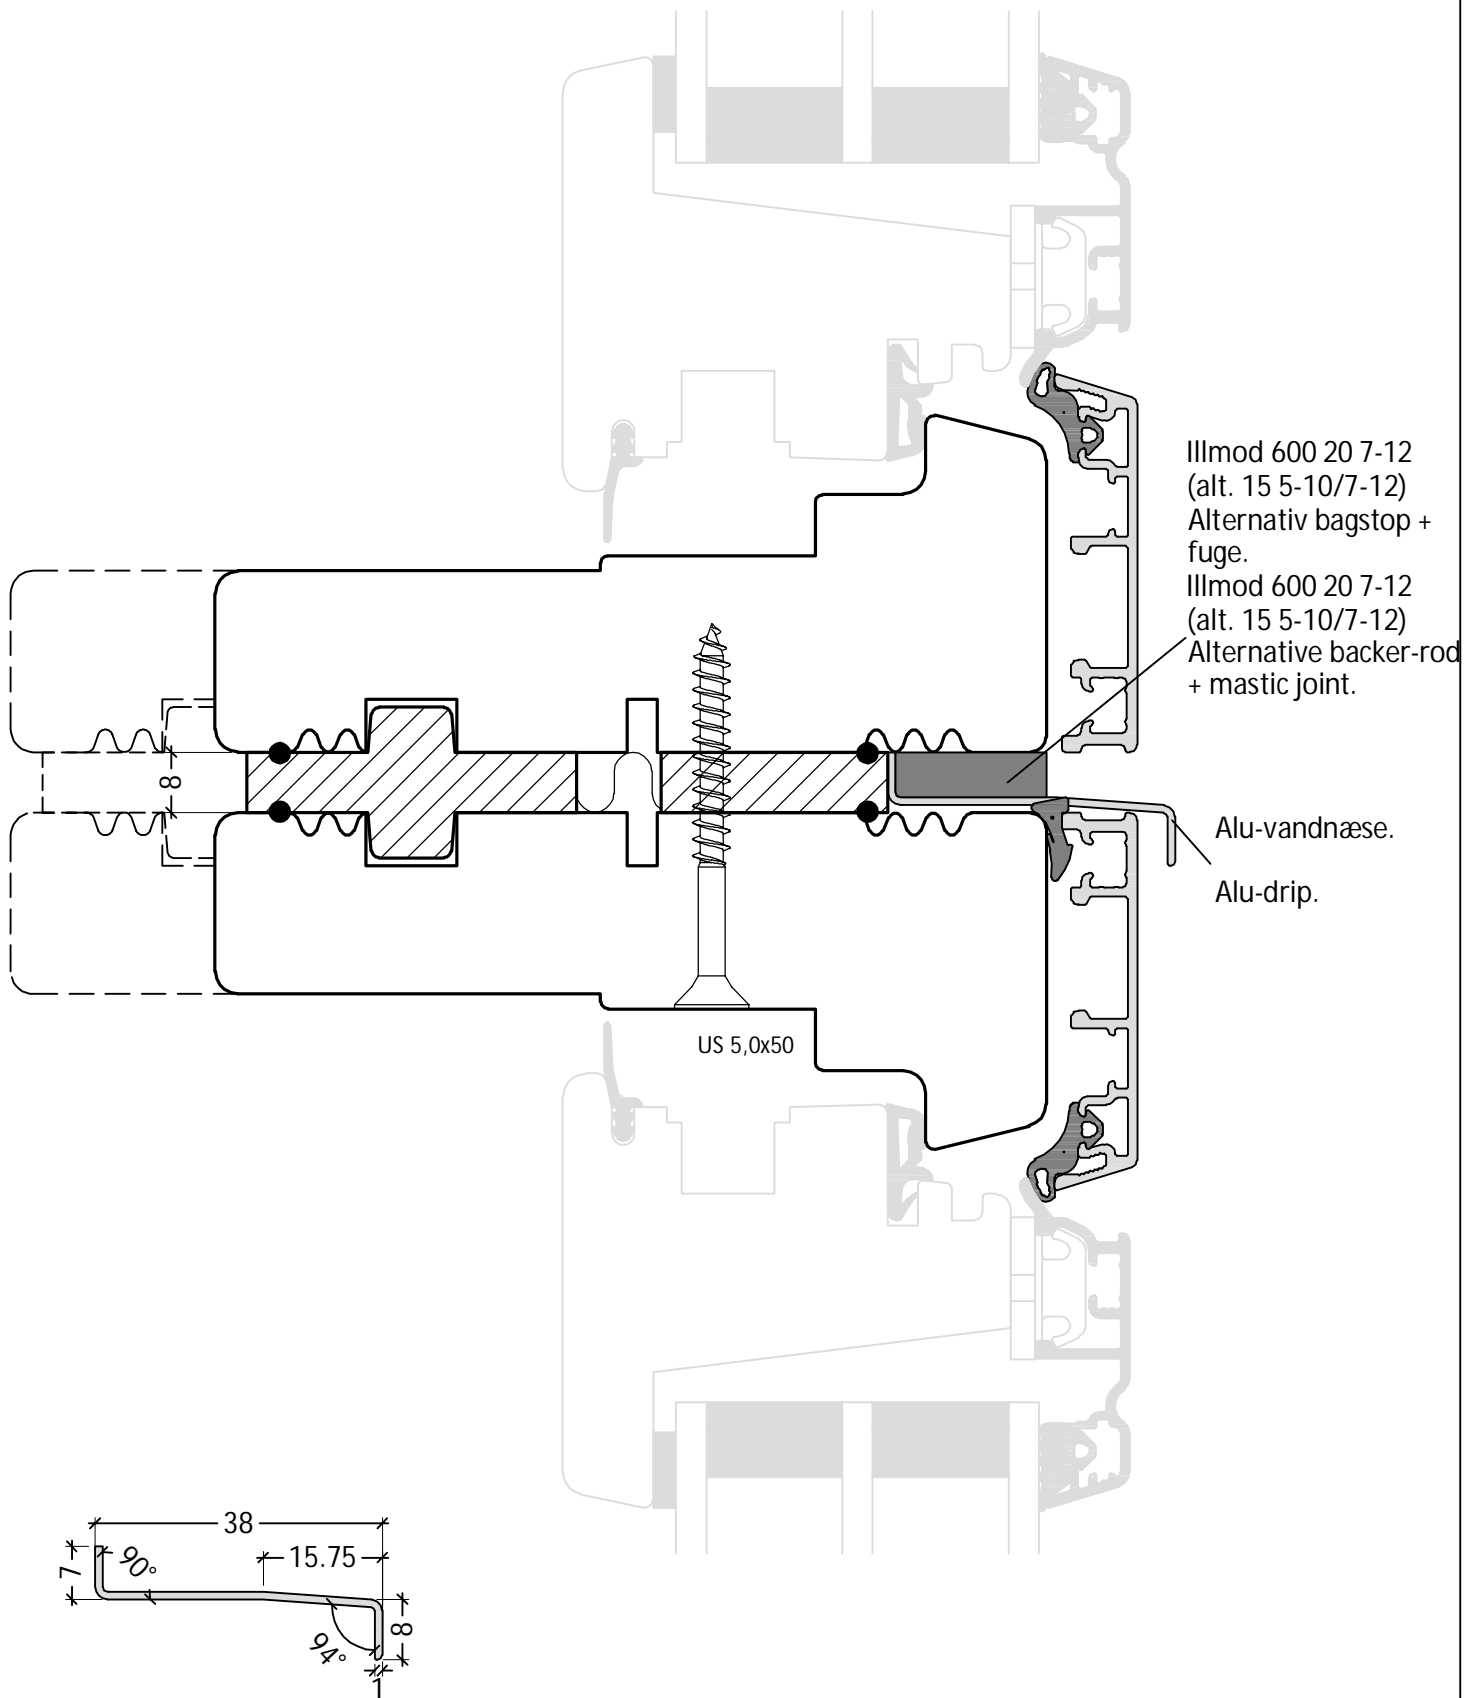 Illmod 600 20 7-12
(alt. 15 5-10/7-12)
Alternativ bagstop +
fuge.
Illmod 600 20 7-12
(alt. 15 5-10/7-12)
Alternative backer-rod
+ mastic joint.
8
Alu-vandnæse.
Alu-drip.
US 5,0x50
38
15.75
7
90°
94°
8
1